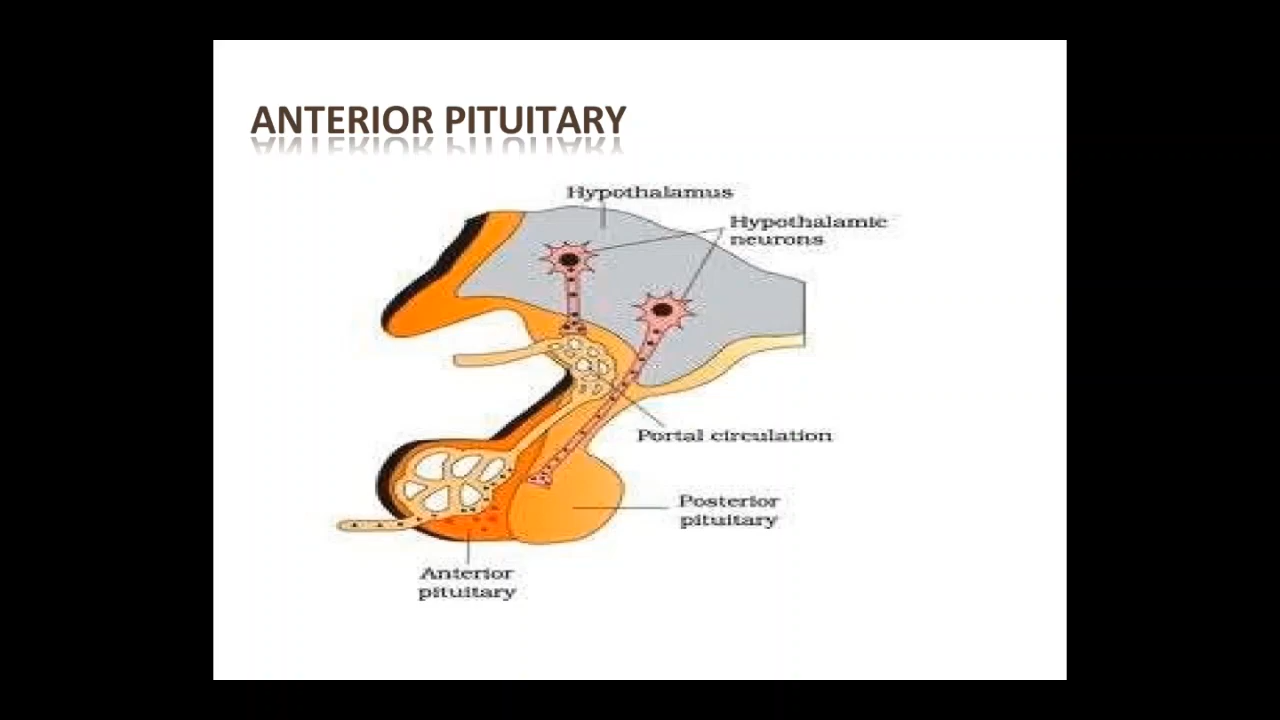 ANTERIOR PITUITARY
Hypothalamus
Hypothalamic
neurons
Portal circulation
Posterior
pituitary
Anterior
pituitary